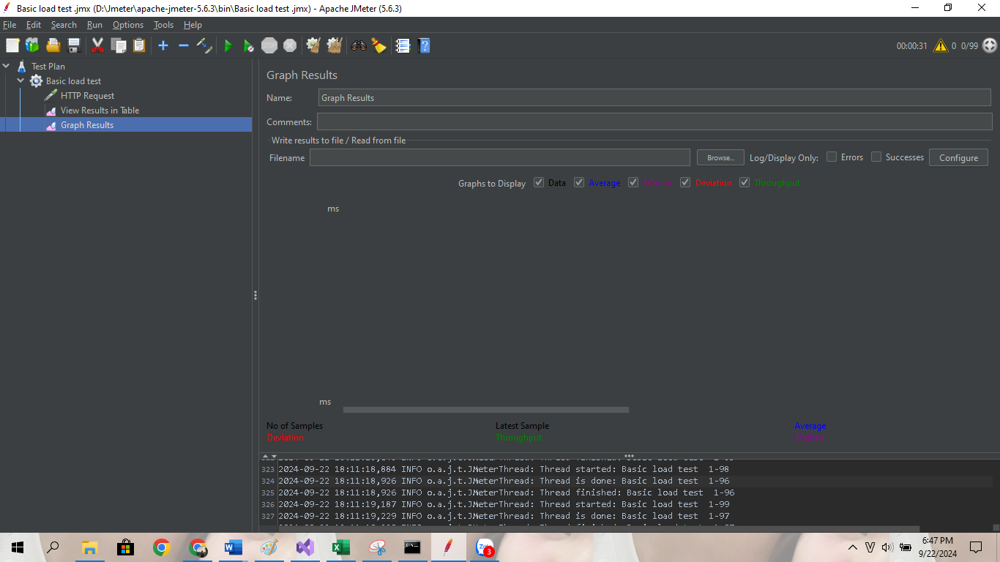 Basic load test .jmx (D:\Jmeter\apache-jmeter-5.6.3\bin\Basic load test .jmx) - Apache JMeter (5.6.3)
File Edit Search Run Options Tools Help
STOP 00:00:31 0 0/99
Test Plan
Basic load test
HTTP Request
View Results in Table
Graph Results
Graph Results
Name: Graph Results
Comments:
Write results to file / Read from file
Filename Browse... Log/Display Only: Errors Successes Configure
Graphs to Display Data Average Median Deviation Throughput
ms
ms
No of Samples Latest Sample Average
Deviation Throughput Median
323 2024-09-22 18:11:18,884 INFO o.a.j.t.JMeterThread: Thread started: Basic load test  1-98
324 2024-09-22 18:11:18,926 INFO o.a.j.t.JMeterThread: Thread is done: Basic load test  1-96
325 2024-09-22 18:11:18,926 INFO o.a.j.t.JMeterThread: Thread finished: Basic load test  1-96
326 2024-09-22 18:11:19,187 INFO o.a.j.t.JMeterThread: Thread started: Basic load test  1-99
327 2024-09-22 18:11:19,229 INFO o.a.j.t.JMeterThread: Thread is done: Basic load test  1-97
3
6:47 PM
9/22/2024